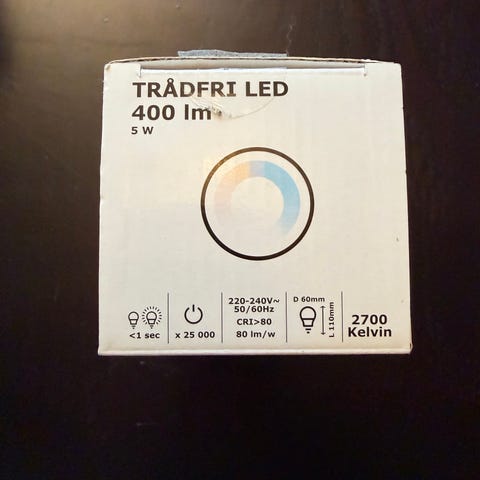 TRÅDFRI LED
400 lm
5 W
<1 sec
x 25 000
220-240V~
50/60Hz
CRI>80
80 lm/w
D 60mm
L 110mm
2700
Kelvin